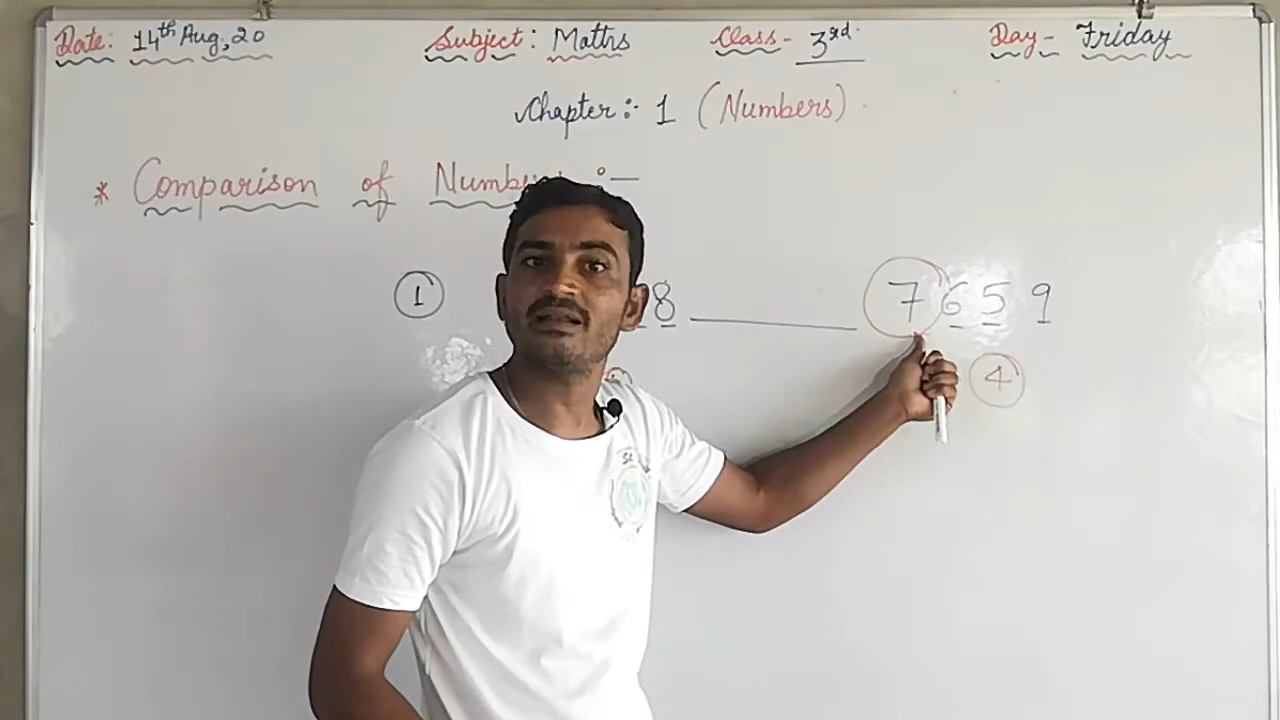 Date: 14th Aug, 20 Subject: Maths Class- 3rd. Day- Friday
Chapter :- 1 (Numbers)
* Comparison of :-
1 8 ________ 7659
4